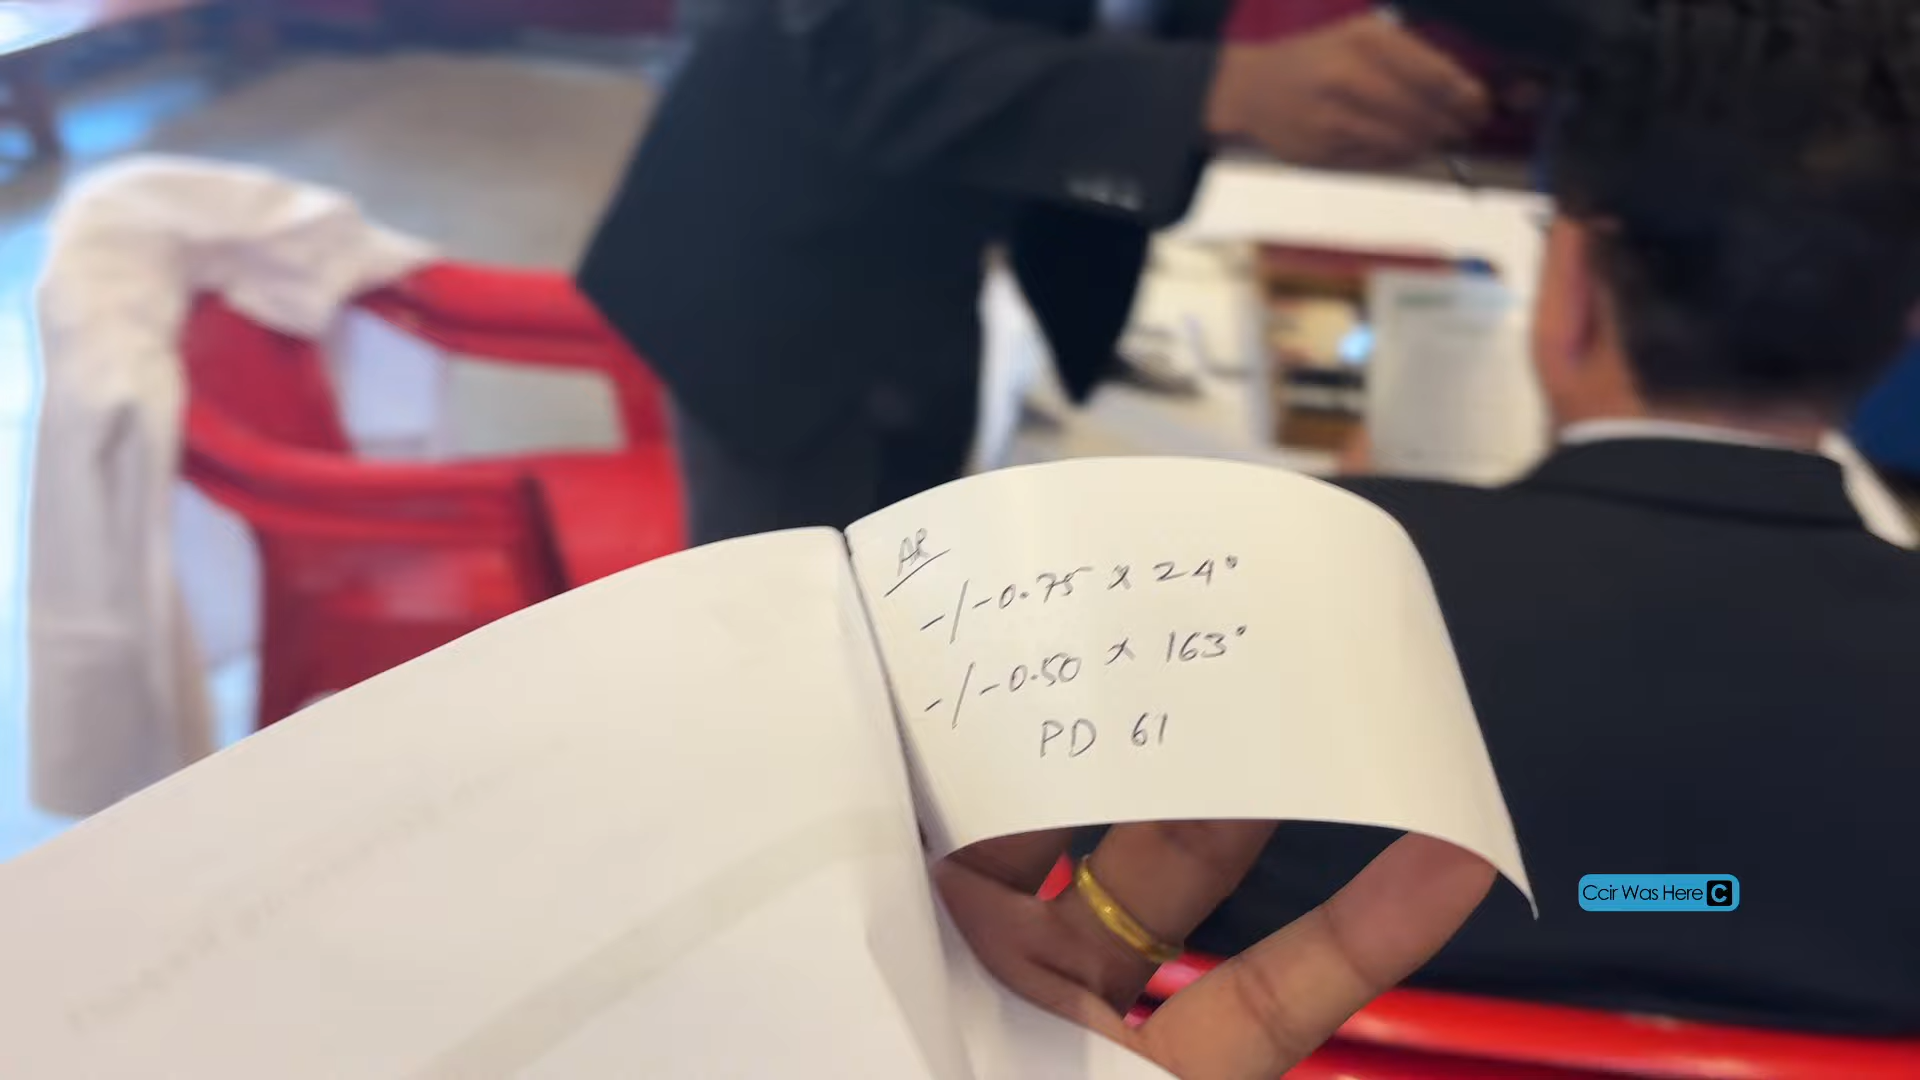 AR
-/-0.75 x 24°
-/-0.50 x 163°
PD 61
Ccir Was Here C